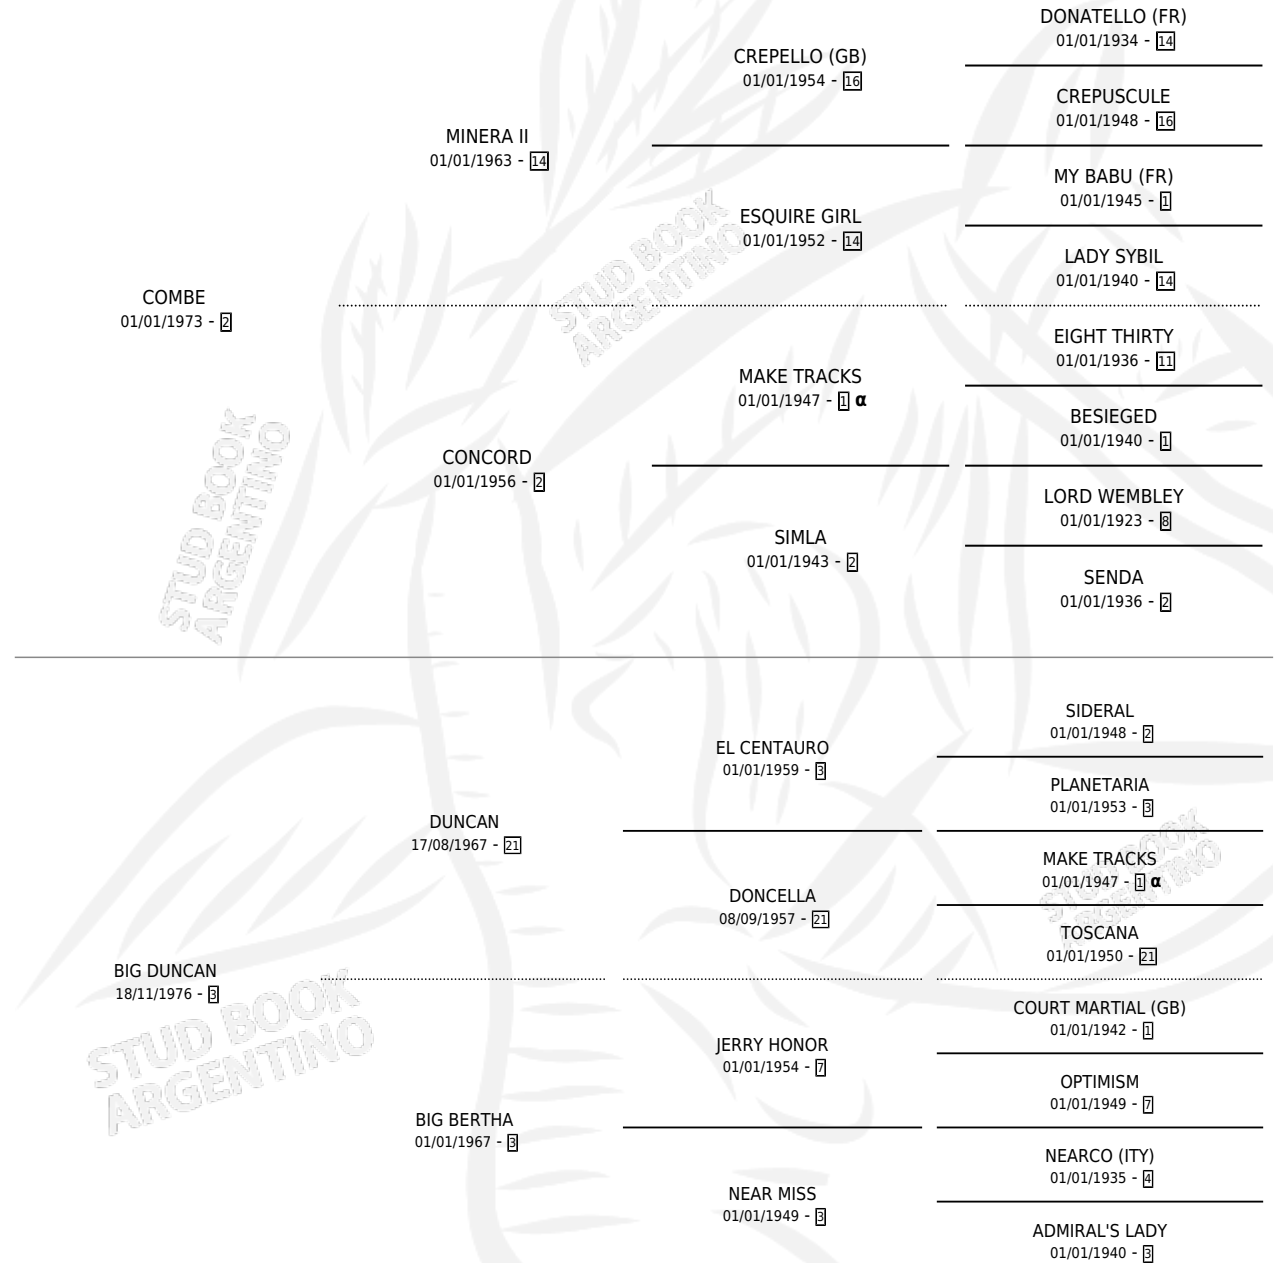 DONATELLO (FR)
01/01/1934 - 14
CREPELLO (GB)
01/01/1954 - 16
CREPUSCULE
01/01/1948 - 16
MINERA II
01/01/1963 - 14
MY BABU (FR)
01/01/1945 - 1
ESQUIRE GIRL
01/01/1952 - 14
LADY SYBIL
01/01/1940 - 14
COMBE
01/01/1973 - 2
EIGHT THIRTY
01/01/1936 - 11
MAKE TRACKS
01/01/1947 - 1 α
BESIEGED
01/01/1940 - 1
CONCORD
01/01/1956 - 2
LORD WEMBLEY
01/01/1923 - 8
SIMLA
01/01/1943 - 2
SENDA
01/01/1936 - 2
SIDERAL
01/01/1948 - 2
EL CENTAURO
01/01/1959 - 3
PLANETARIA
01/01/1953 - 3
DUNCAN
17/08/1967 - 21
MAKE TRACKS
01/01/1947 - 1 α
DONCELLA
08/09/1957 - 21
TOSCANA
01/01/1950 - 21
BIG DUNCAN
18/11/1976 - 3
COURT MARTIAL (GB)
01/01/1942 - 1
JERRY HONOR
01/01/1954 - 7
OPTIMISM
01/01/1949 - 7
BIG BERTHA
01/01/1967 - 3
NEARCO (ITY)
01/01/1935 - 4
NEAR MISS
01/01/1949 - 3
ADMIRAL'S LADY
01/01/1940 - 3
STUD BOOK
ARGENTINO
STUD BOOK
ARGENTINO
STUD BOOK
ARGENTINO
STUD BOOK
ARGENTINO